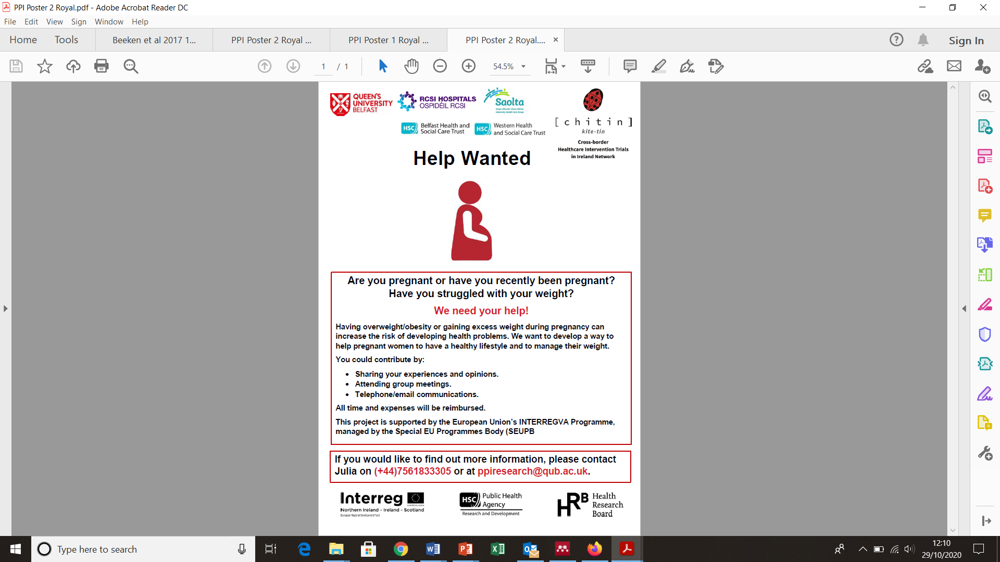 PPI Poster 2 Royal.pdf - Adobe Acrobat Reader DC
File Edit View Sign Window Help
Home Tools Beeken et al 2017 1... PPI Poster 2 Royal ... PPI Poster 1 Royal ... PPI Poster 2 Royal.... × Sign In
1 / 1 54.5%
QUEEN'S
UNIVERSITY
BELFAST
RCSI HOSPITALS
OSPIDÉIL RCSI
Saolta
University Health Care Group
HSC Belfast Health and
Social Care Trust
HSC Western Health
and Social Care Trust
[ c h i t i n ]
kite-tin
Cross-border
Healthcare Intervention Trials
in Ireland Network
Help Wanted
Are you pregnant or have you recently been pregnant?
Have you struggled with your weight?
We need your help!
Having overweight/obesity or gaining excess weight during pregnancy can
increase the risk of developing health problems. We want to develop a way to
help pregnant women to have a healthy lifestyle and to manage their weight.
You could contribute by:
• Sharing your experiences and opinions.
• Attending group meetings.
• Telephone/email communications.
All time and expenses will be reimbursed.
This project is supported by the European Union's INTERREGVA Programme,
managed by the Special EU Programmes Body (SEUPB
If you would like to find out more information, please contact
Julia on (+44)7561833305 or at ppiresearch@qub.ac.uk.
Interreg
EUROPEAN UNION
Northern Ireland - Ireland - Scotland
European Regional Development Fund
HSC Public Health
Agency
Research and Development
HRB Health
Research
Board
Type here to search
12:10
29/10/2020